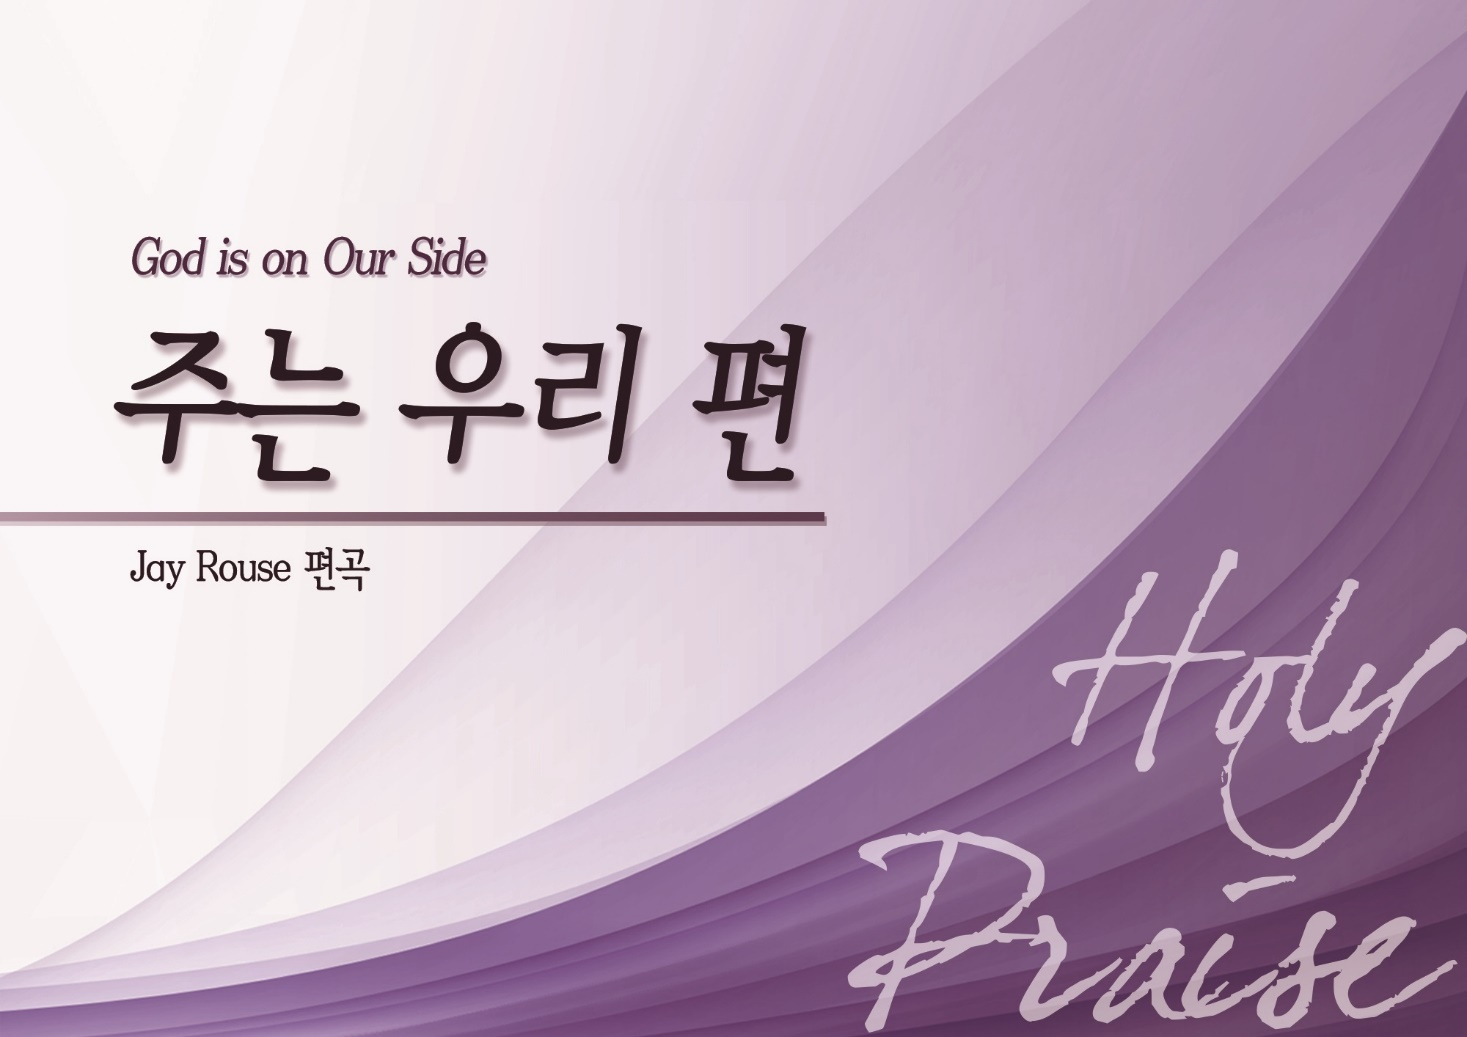 God is on Our Side
주는 우리 편
Jay Rouse 편곡
Holy
Praise